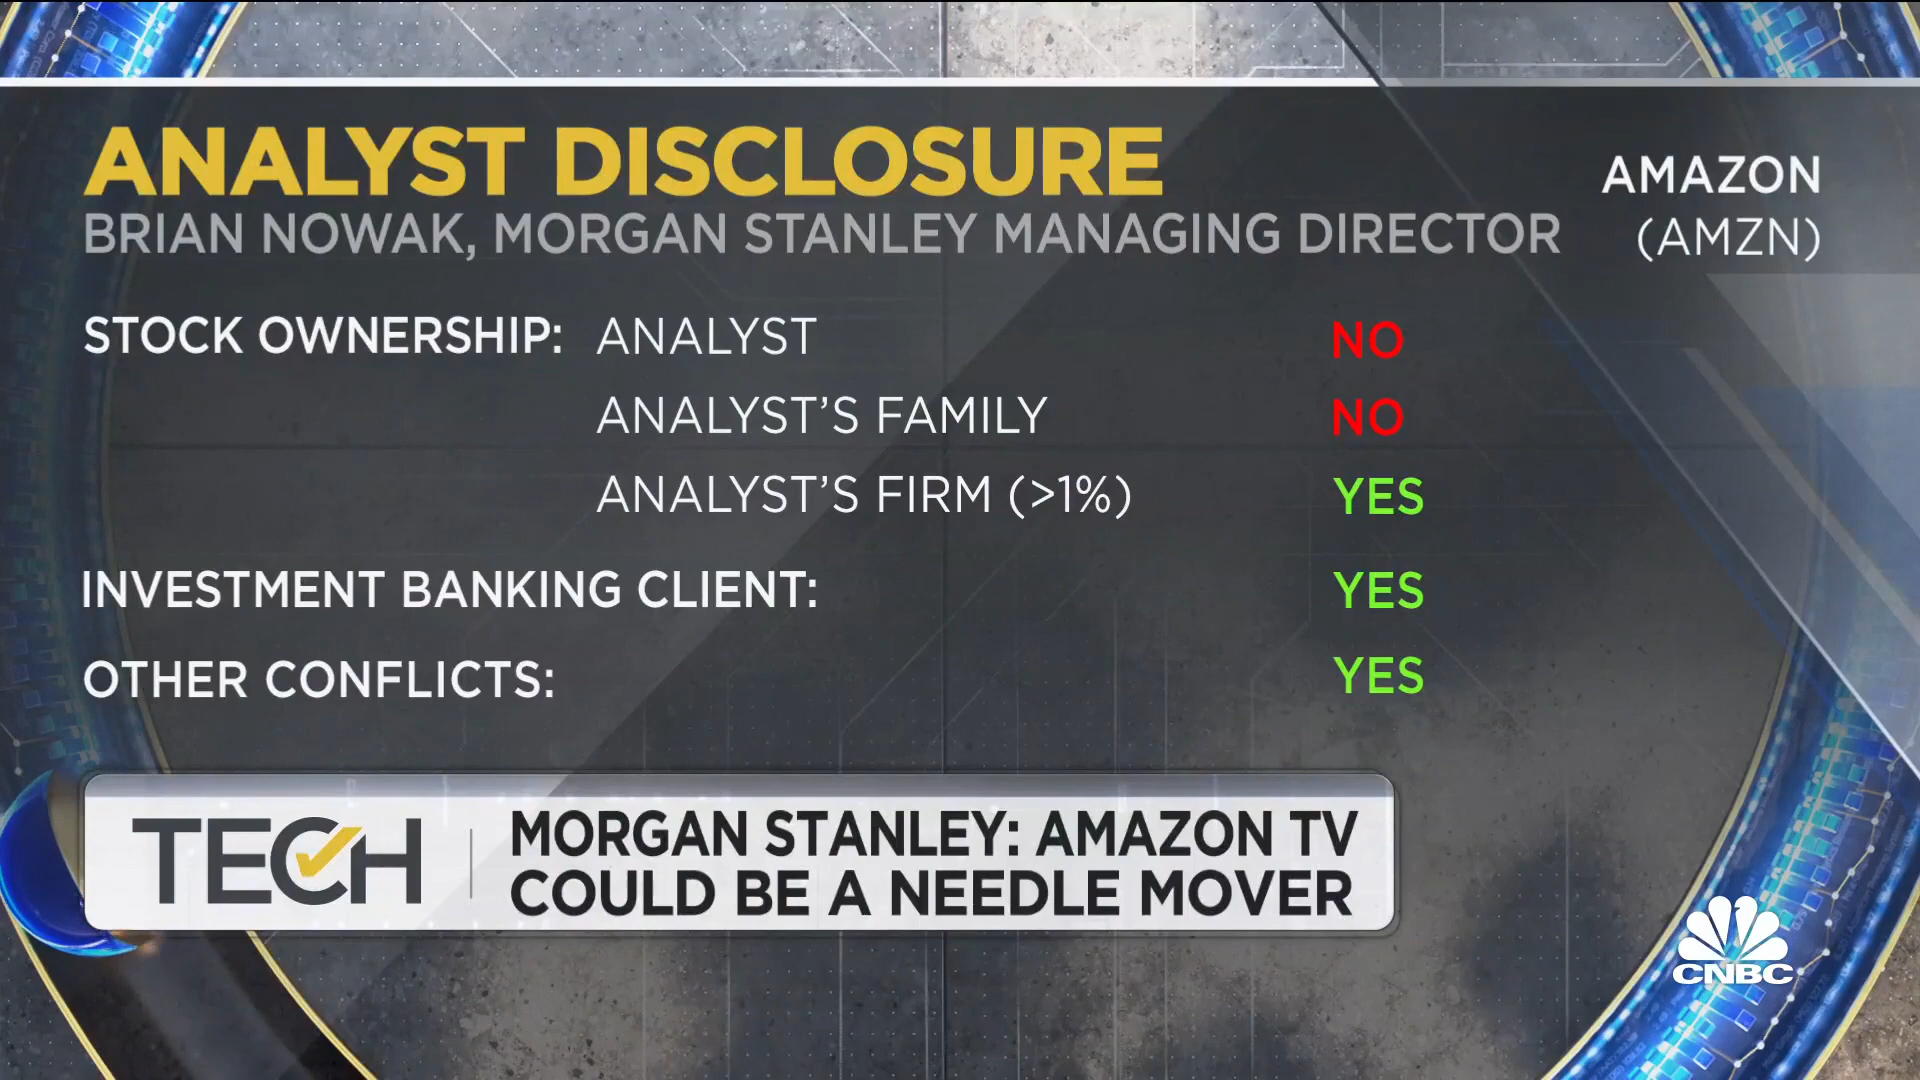 ANALYST DISCLOSURE
BRIAN NOWAK, MORGAN STANLEY MANAGING DIRECTOR
AMAZON
(AMZN)
STOCK OWNERSHIP: ANALYST NO
ANALYST’S FAMILY NO
ANALYST’S FIRM (>1%) YES
INVESTMENT BANKING CLIENT: YES
OTHER CONFLICTS: YES
TECH
MORGAN STANLEY: AMAZON TV
COULD BE A NEEDLE MOVER
CNBC